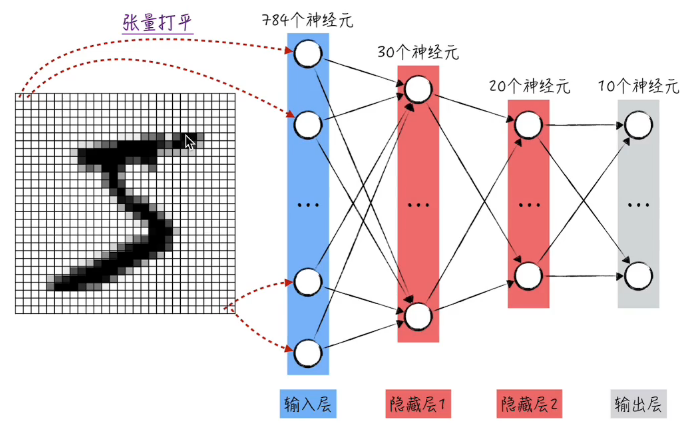 张量打平
784个神经元
30个神经元
20个神经元
10个神经元
...
...
...
...
输入层
隐藏层1
隐藏层2
输出层